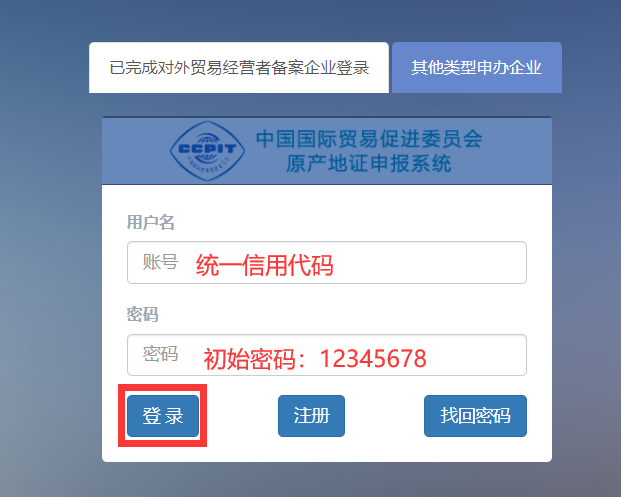 已完成对外贸易经营者备案企业登录 其他类型申办企业
CCPIT 中国国际贸易促进委员会
原产地证申报系统
用户名
账号 统一信用代码
密码
密码 初始密码：12345678
登录 注册 找回密码